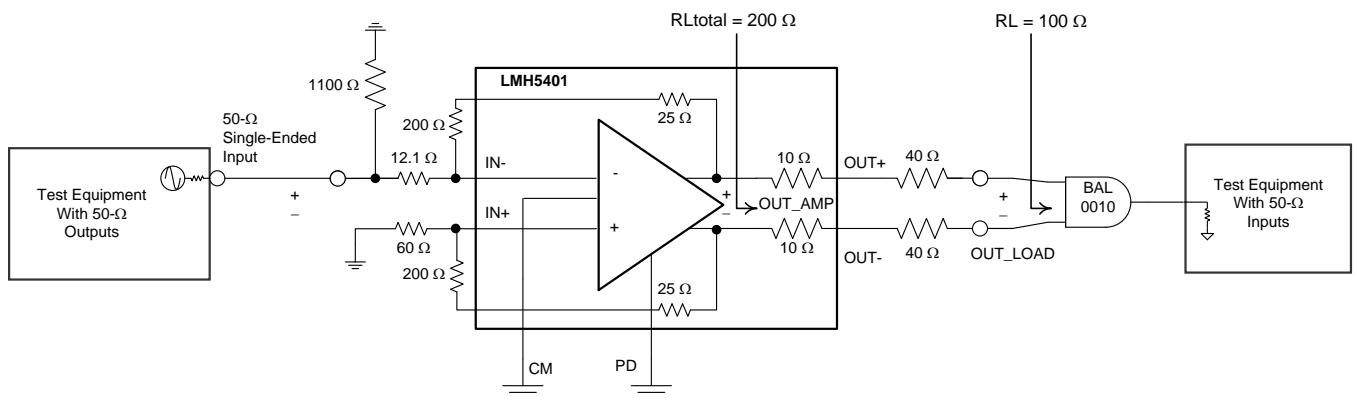 RLtotal = 200 Ω
RL = 100 Ω
1100 Ω
LMH5401
50-Ω
Single-Ended
Input
200 Ω
25 Ω
12.1 Ω
IN-
10 Ω
OUT+
40 Ω
Test Equipment
With 50-Ω
Outputs
+
−
-
+
−
OUT_AMP
+
−
BAL
0010
Test Equipment
With 50-Ω
Inputs
IN+
+
60 Ω
10 Ω
40 Ω
OUT_LOAD
OUT-
200 Ω
25 Ω
CM
PD